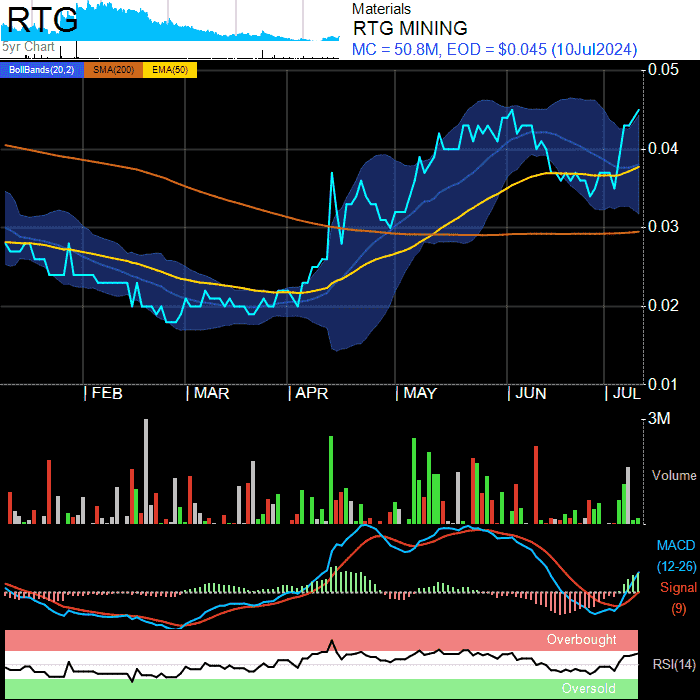 RTG
5yr Chart
Materials
RTG MINING
MC = 50.8M, EOD = $0.045 (10Jul2024)
BollBands(20,2) SMA(200) EMA(50)
0.05
0.04
0.03
0.02
0.01
| FEB | MAR | APR | MAY | JUN | JUL
3M
Volume
MACD
(12-26)
Signal
(9)
Overbought
RSI(14)
Oversold